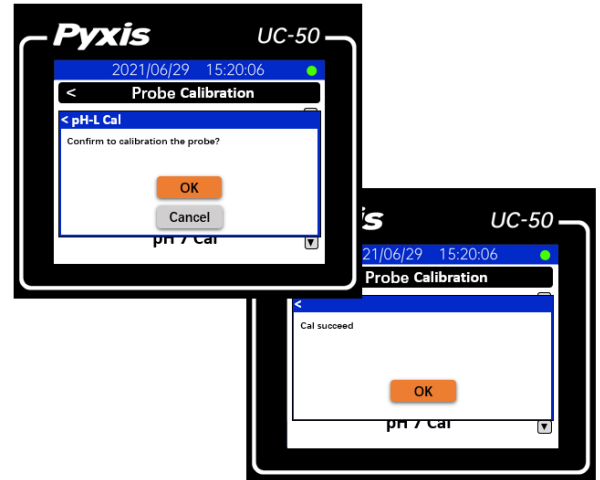 Pyxis UC-50
2021/06/29 15:20:06
< Probe Calibration
< pH-L Cal
Confirm to calibration the probe?
OK
Cancel
pH 7 Cal
is UC-50
21/06/29 15:20:06
Probe Calibration
<
Cal succeed
OK
pH 7 Cal